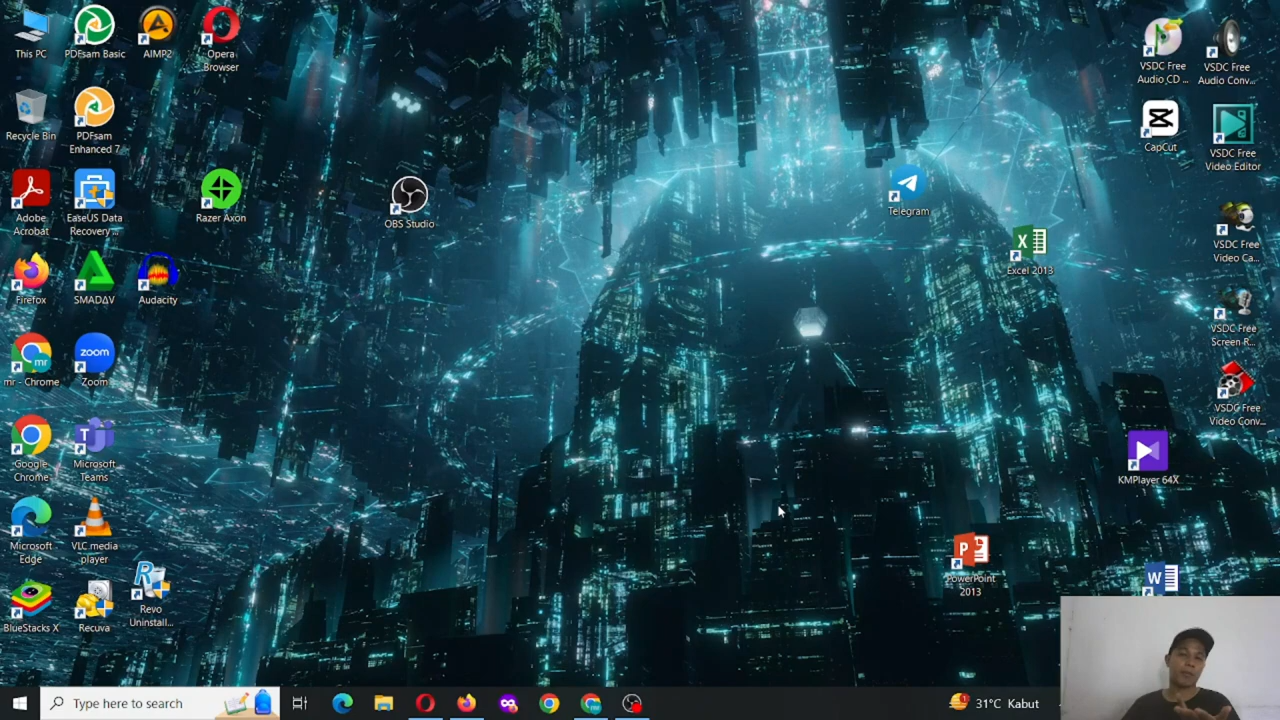 This PC
PDFsam Basic
AIMP2
Opera
Browser
Recycle Bin
PDFsam
Enhanced 7
Adobe
Acrobat
EaseUS Data
Recovery ...
Razer Axon
Firefox
SMADΔV
Audacity
mr - Chrome
zoom
Zoom
Google
Chrome
Microsoft
Teams
Microsoft
Edge
VLC media
player
BlueStacks X
Recuva
Revo
Uninstall...
OBS Studio
Telegram
Excel 2013
PowerPoint
2013
VSDC Free
Audio CD ...
VSDC Free
Audio Conv...
CapCut
VSDC Free
Video Editor
VSDC Free
Video Ca...
VSDC Free
Screen R...
VSDC Free
Video Conv...
KMPlayer 64X
Type here to search
31°C Kabut